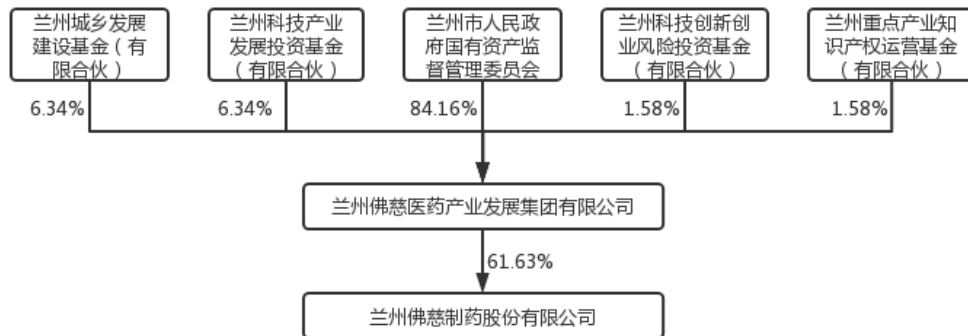 兰州城乡发展
建设基金（有
限合伙）
兰州科技产业
发展投资基金
（有限合伙）
兰州市人民政
府国有资产监
督管理委员会
兰州科技创新创
业风险投资基金
（有限合伙）
兰州重点产业知
识产权运营基金
（有限合伙）
6.34%
6.34%
84.16%
1.58%
1.58%
兰州佛慈医药产业发展集团有限公司
61.63%
兰州佛慈制药股份有限公司